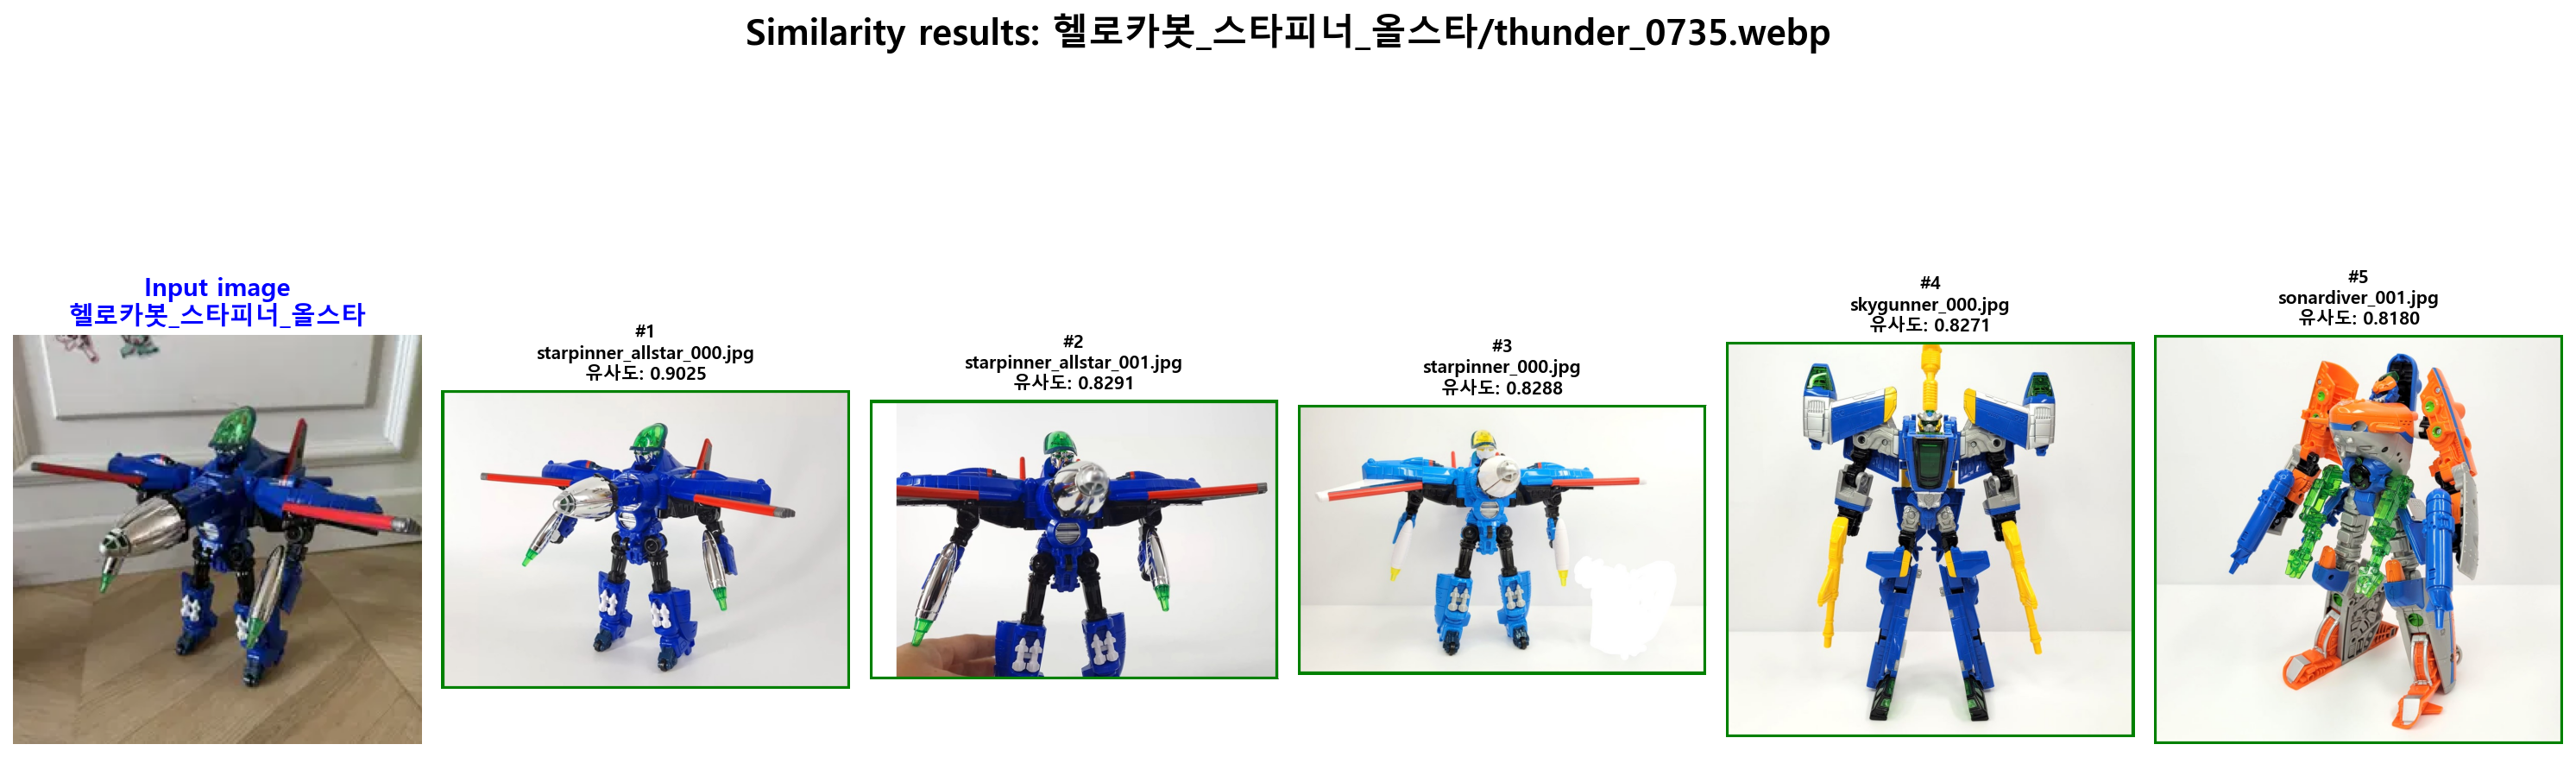 Similarity results: 헬로카봇_스타피너_올스타/thunder_0735.webp
Input image
헬로카봇_스타피너_올스타
#1
starpinner_allstar_000.jpg
유사도: 0.9025
#2
starpinner_allstar_001.jpg
유사도: 0.8291
#3
starpinner_000.jpg
유사도: 0.8288
#4
skygunner_000.jpg
유사도: 0.8271
#5
sonardiver_001.jpg
유사도: 0.8180